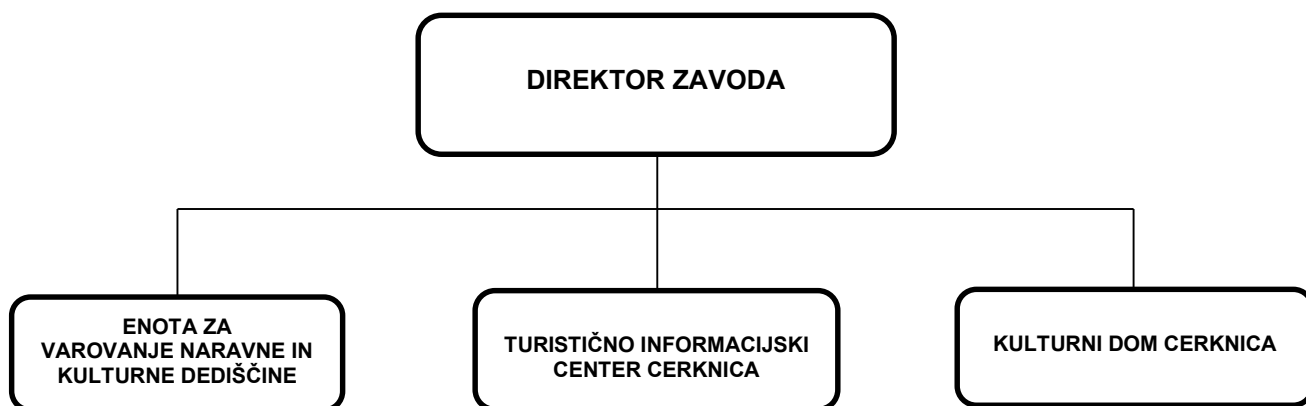 DIREKTOR ZAVODA
ENOTA ZA
VAROVANJE NARAVNE IN
KULTURNE DEDIŠČINE
TURISTIČNO INFORMACIJSKI
CENTER CERKNICA
KULTURNI DOM CERKNICA